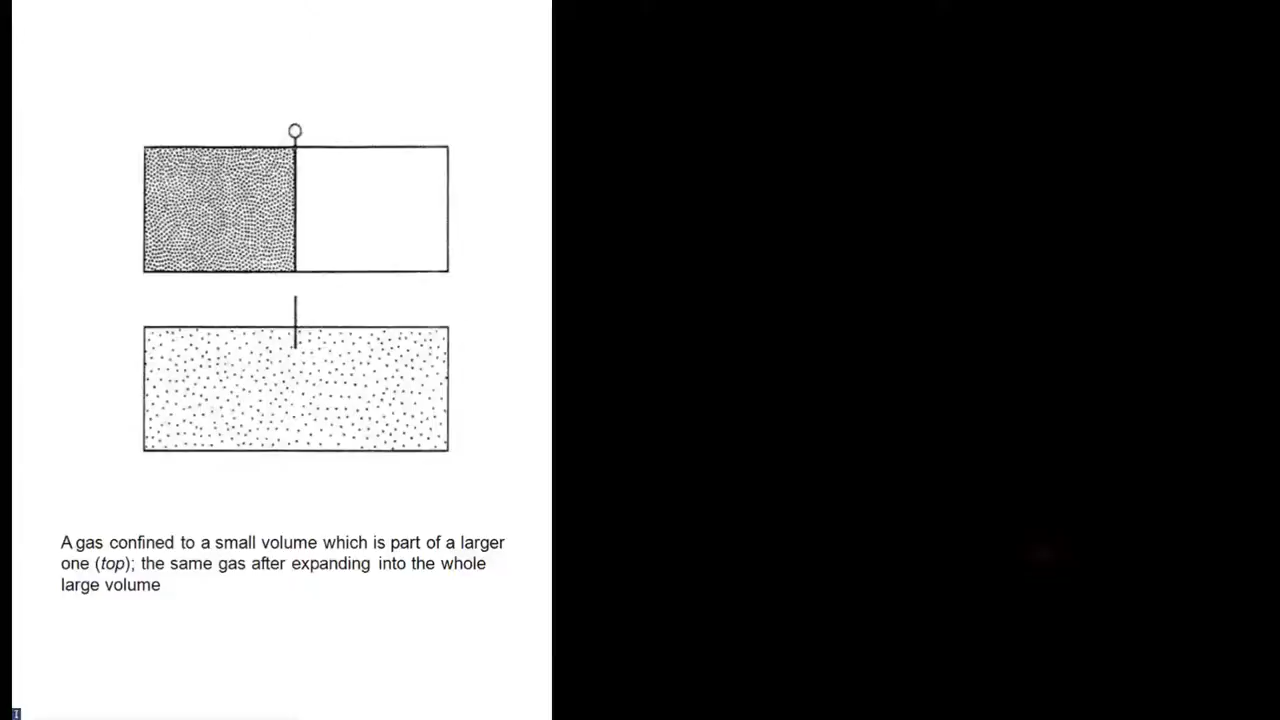 A gas confined to a small volume which is part of a larger
one (top); the same gas after expanding into the whole
large volume